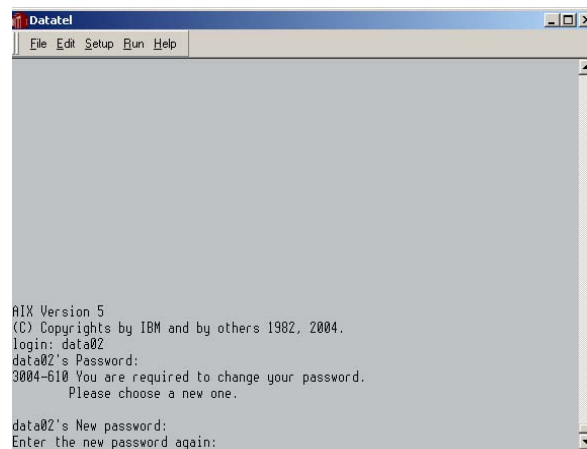 Datatel
File Edit Setup Run Help
AIX Version 5
(C) Copyrights by IBM and by others 1982, 2004.
login: data02
data02's Password:
3004-610 You are required to change your password.
Please choose a new one.
data02's New password:
Enter the new password again: